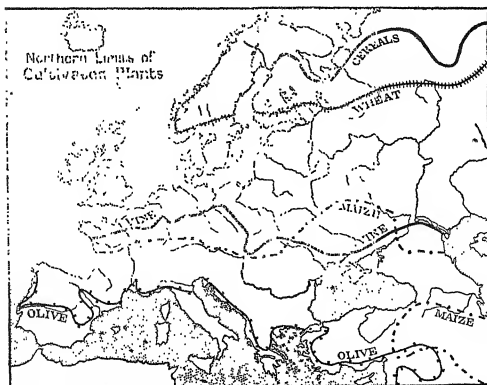 Northern Limits of
Cultivated Plants
CEREALS
WHEAT
VINE
MAIZE
VINE
OLIVE
MAIZE
OLIVE